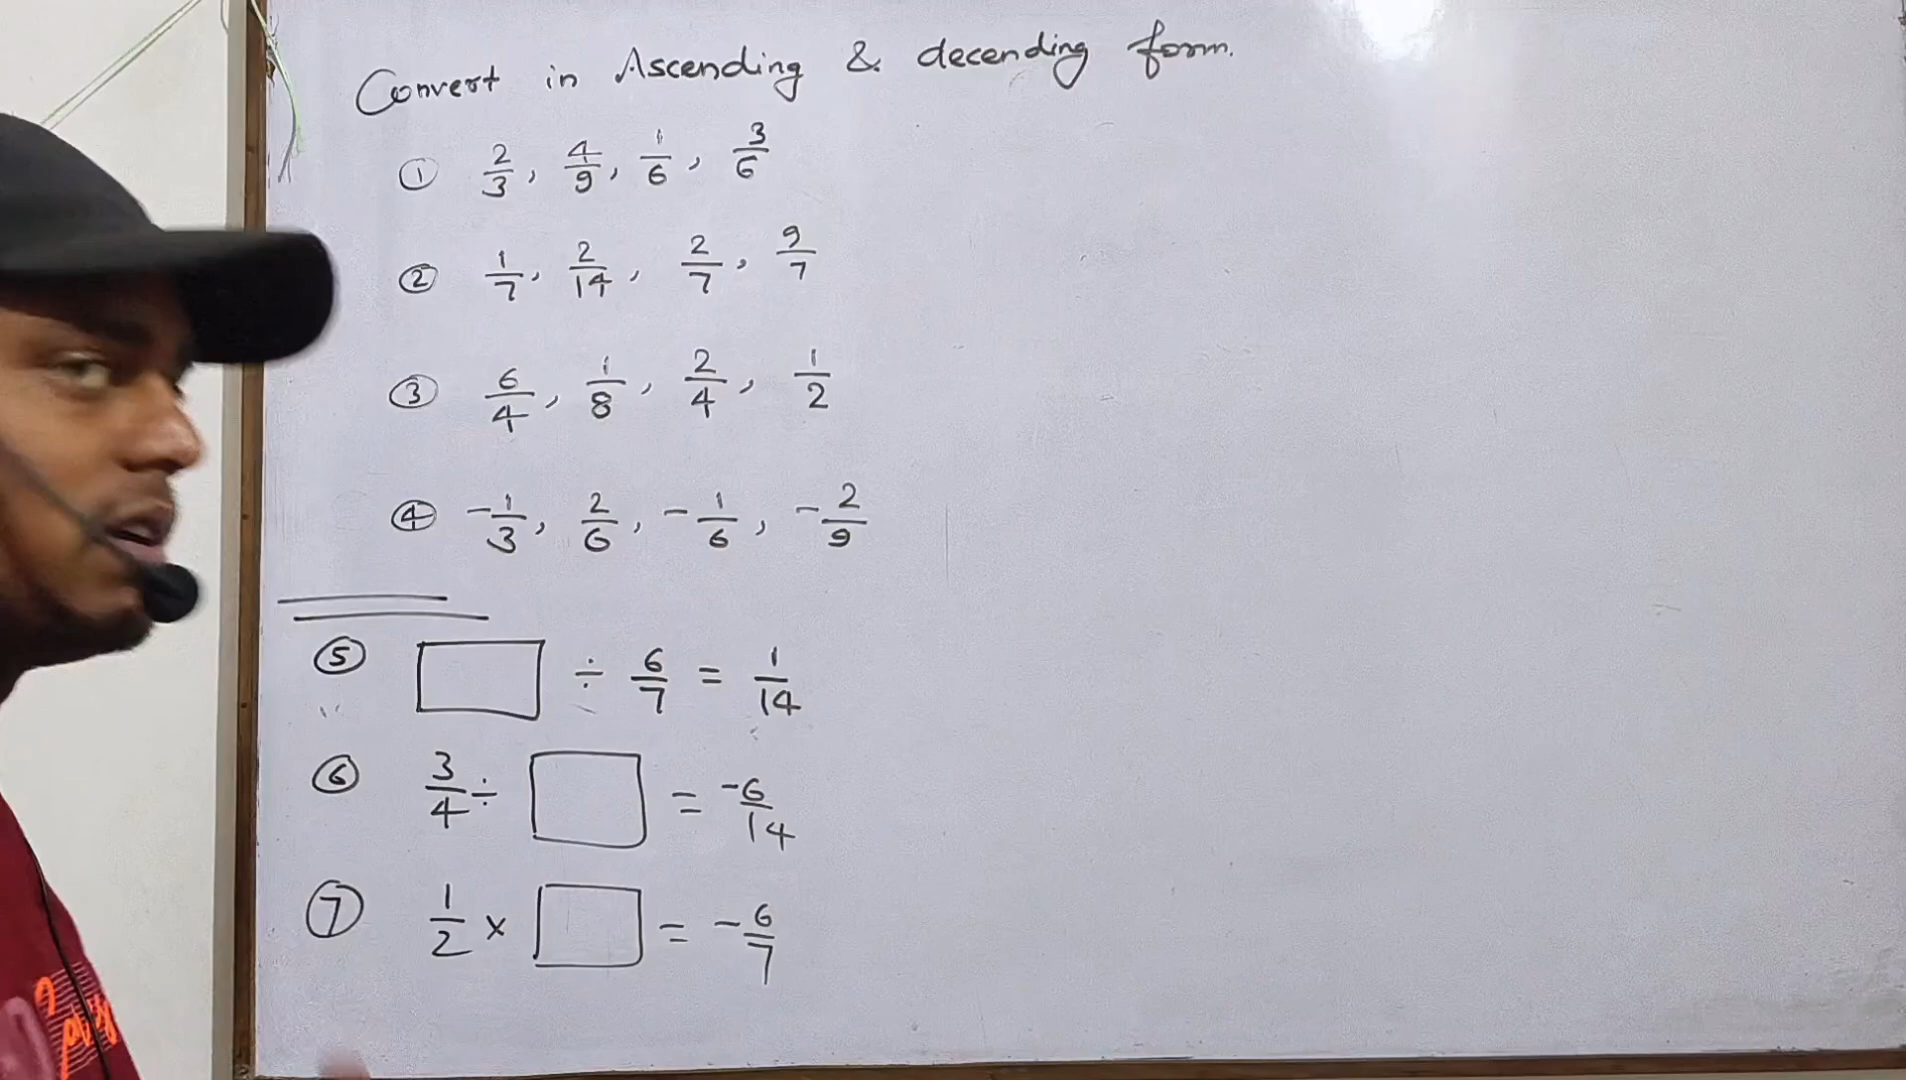 Convert in Ascending & decending form.
① 2/3, 4/9, 1/6, 3/6
② 1/7, 2/14, 2/7, 9/7
③ 6/4, 1/8, 2/4, 1/2
④ -1/3, 2/6, -1/6, -2/9
⑤ □ ÷ 6/7 = 1/14
⑥ 3/4 ÷ □ = -6/14
⑦ 1/2 × □ = -6/7